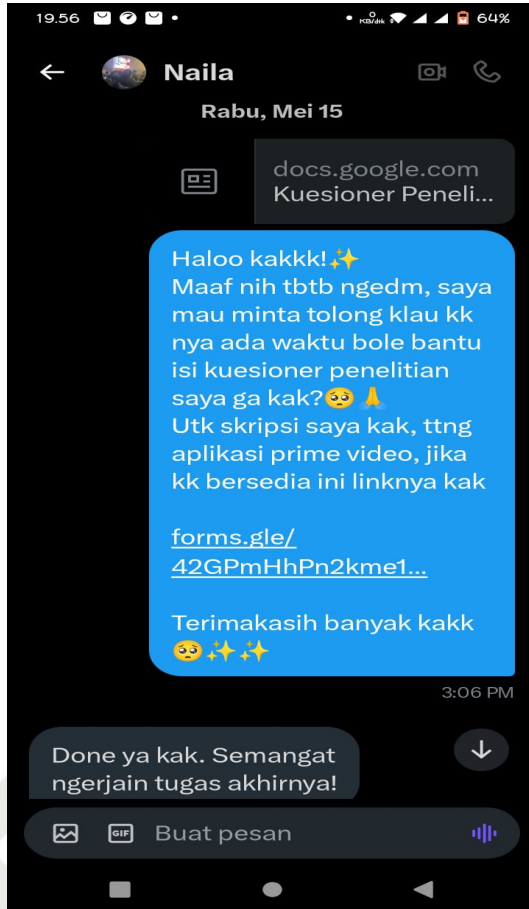 19.56
KB/dtk
64%
Naila
Rabu, Mei 15
docs.google.com
Kuesioner Peneli...
Haloo kakkk!✨
Maaf nih tbtb ngedm, saya
mau minta tolong klau kk
nya ada waktu bole bantu
isi kuesioner penelitian
saya ga kak?🥺🙏
Utk skripsi saya kak, ttng
aplikasi prime video, jika
kk bersedia ini linknya kak
forms.gle/
42GPmHhPn2kme1...
Terimakasih banyak kakk
🥺✨✨
3:06 PM
Done ya kak. Semangat
ngerjain tugas akhirnya!
GIF
Buat pesan